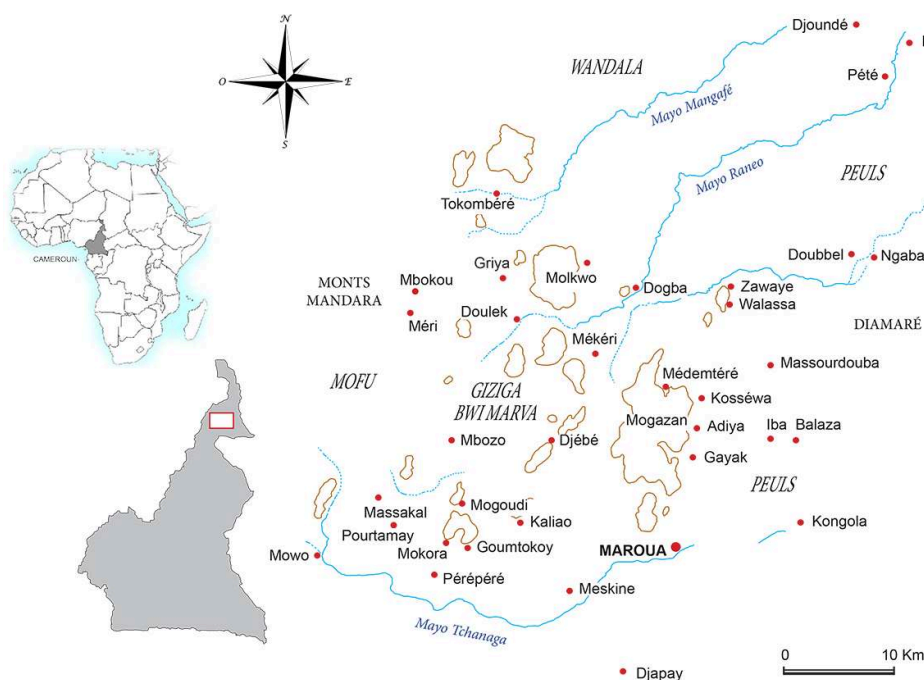 N
Djoundé
WANDALA
O
E
Pété
Mayo Mangafé
S
Mayo Raneo
PEULS
Tokombéré
CAMEROUN
Doubbel
Ngaba
Griya
MONTS
MANDARA
Mbokou
Molkwo
Dogba
Zawaye
Walassa
Méri
Doulek
DIAMARÉ
Mékéri
Massourdouba
MOFU
GIZIGA
BWI MARVA
Médemtéré
Kosséwa
Mogazan
Adiya
Iba
Balaza
Mbozo
Djébé
Gayak
PEULS
Massakal
Mogoudi
Kaliao
Kongola
Pourtamay
Mokora
Goumtokoy
MAROUA
Mowo
Pérépéré
Meskine
Mayo Tchanaga
0
10 Km
Djapay